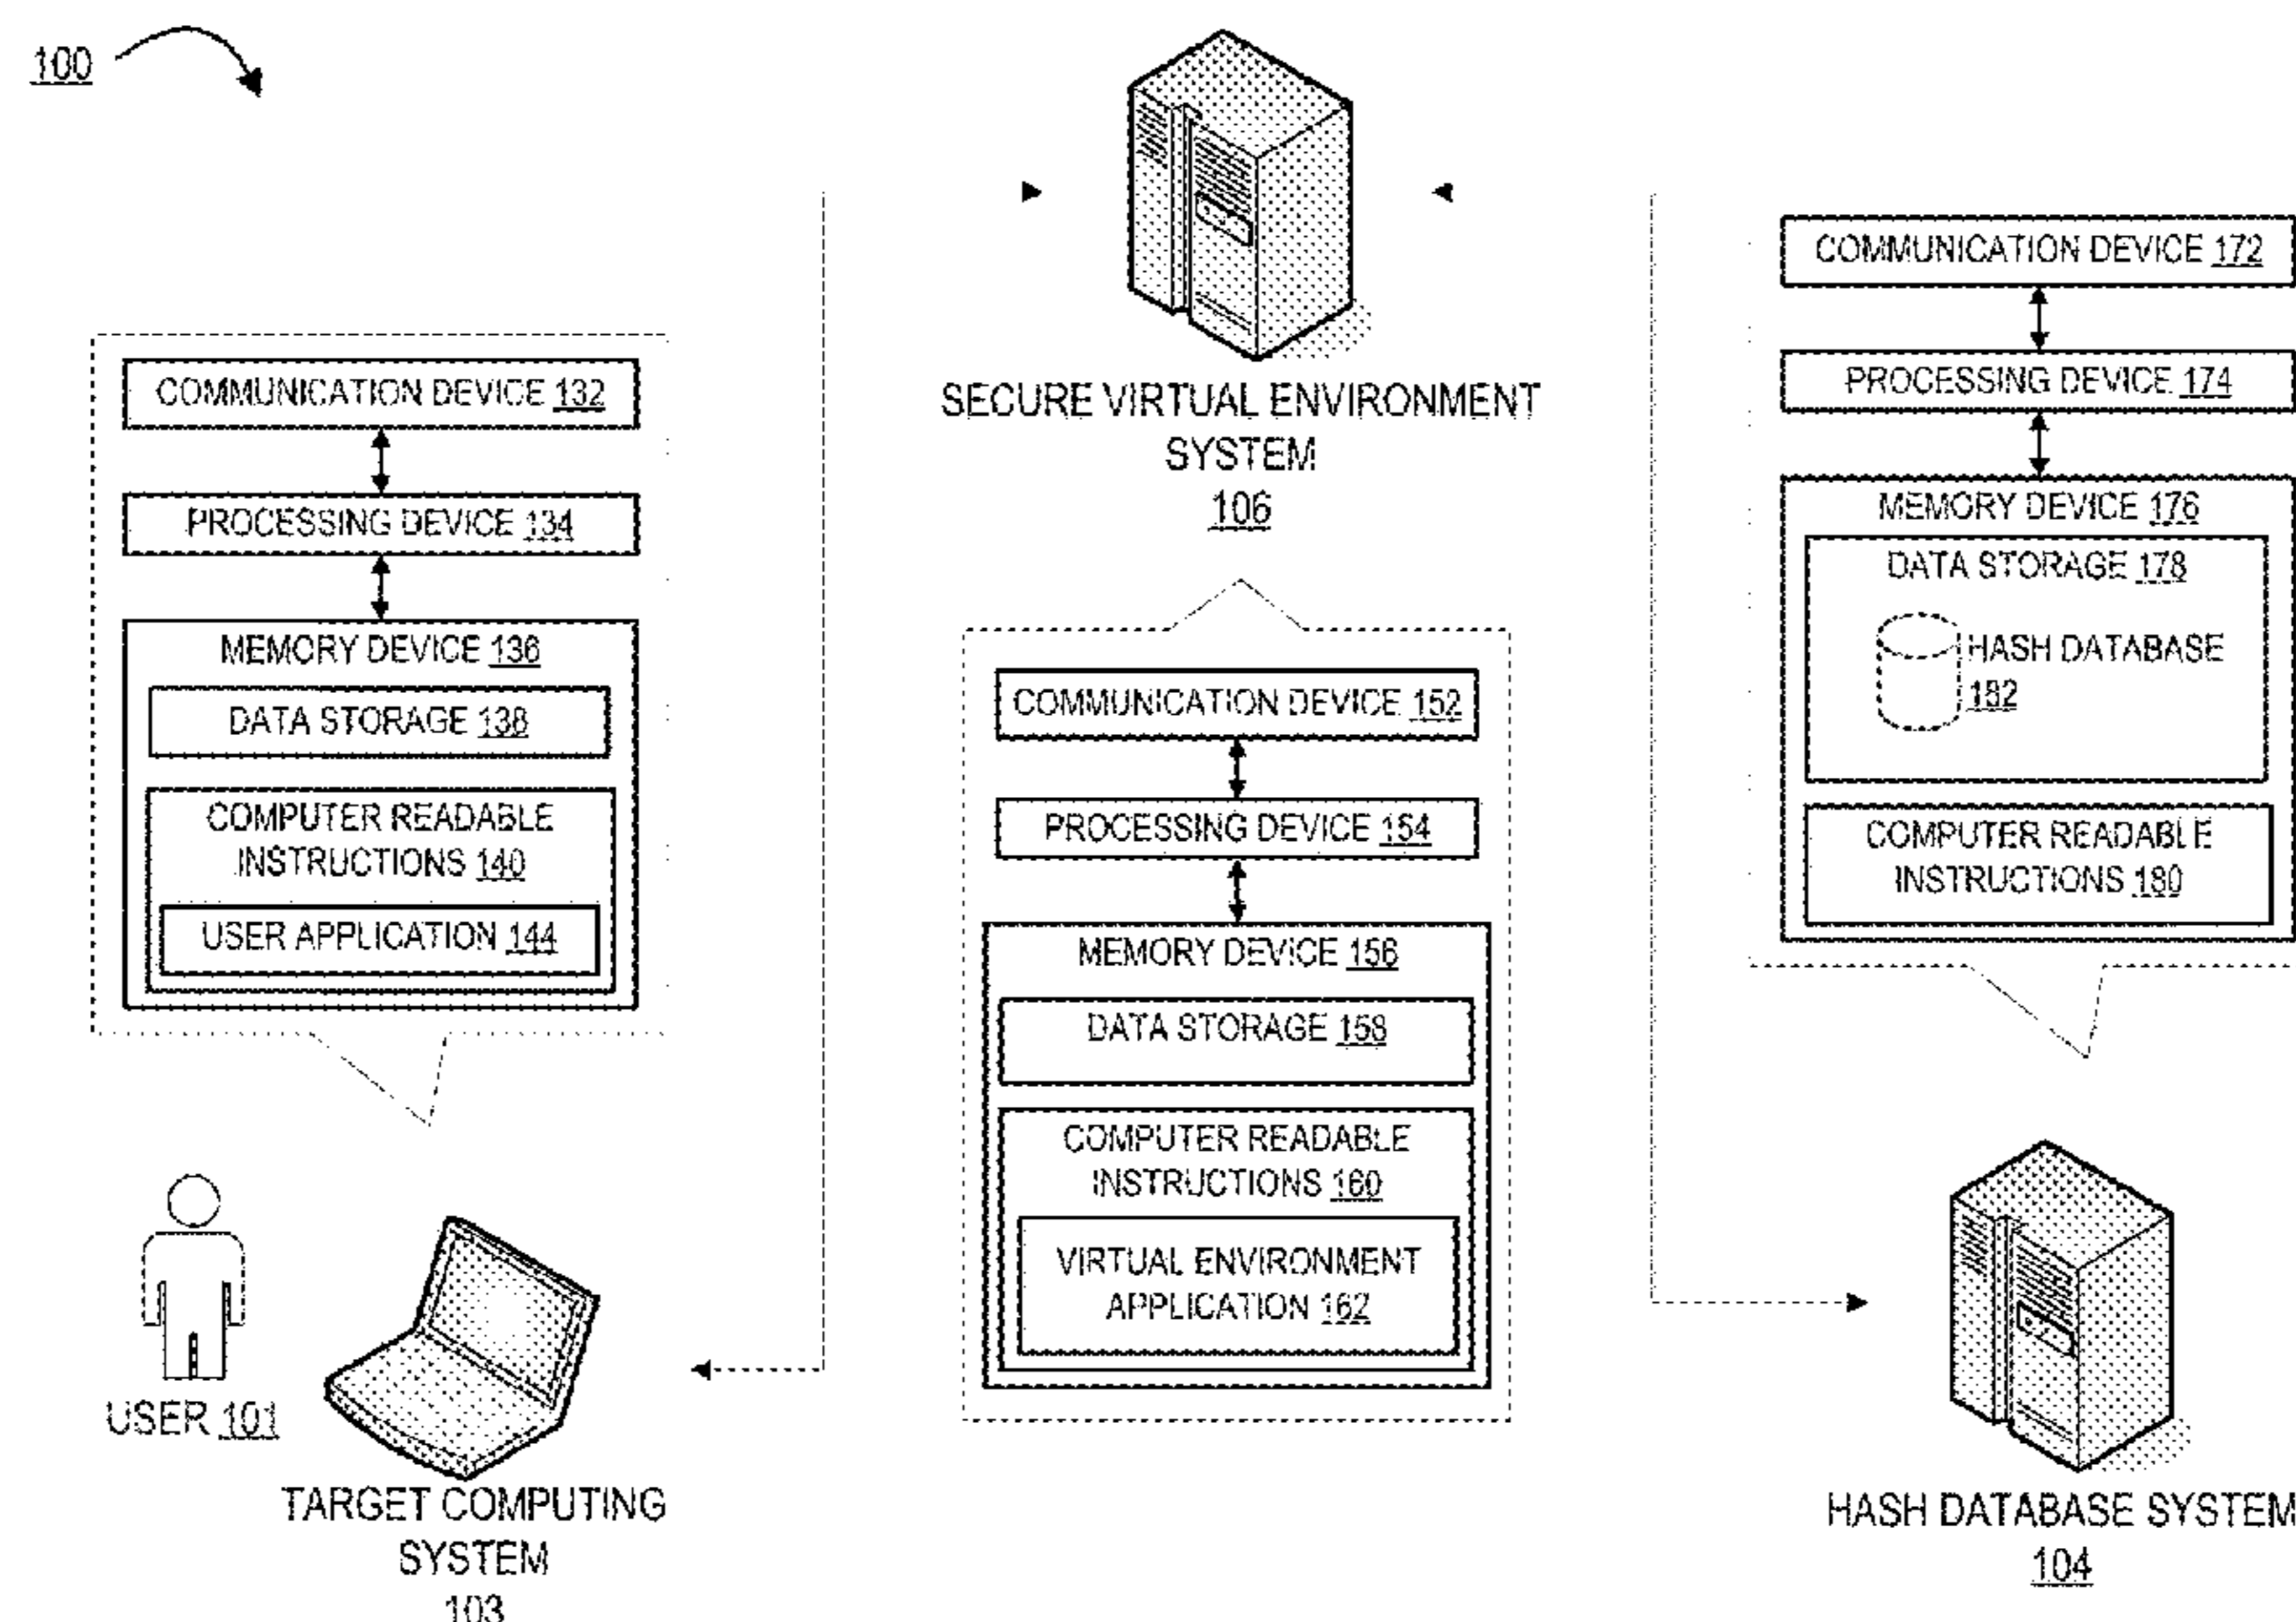 100
COMMUNICATION DEVICE 132
PROCESSING DEVICE 134
MEMORY DEVICE 136
DATA STORAGE 138
COMPUTER READABLE
INSTRUCTIONS 140
USER APPLICATION 144
USER 101
TARGET COMPUTING
SYSTEM
103
SECURE VIRTUAL ENVIRONMENT
SYSTEM
106
COMMUNICATION DEVICE 152
PROCESSING DEVICE 154
MEMORY DEVICE 156
DATA STORAGE 158
COMPUTER READABLE
INSTRUCTIONS 160
VIRTUAL ENVIRONMENT
APPLICATION 162
COMMUNICATION DEVICE 172
PROCESSING DEVICE 174
MEMORY DEVICE 176
DATA STORAGE 178
HASH DATABASE
182
COMPUTER READABLE
INSTRUCTIONS 180
HASH DATABASE SYSTEM
104